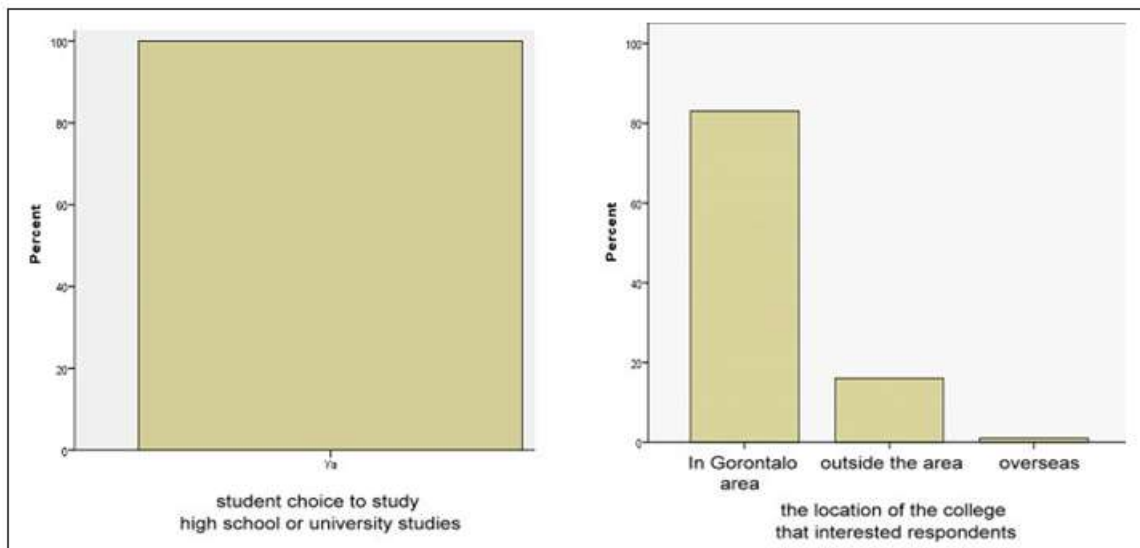 100
80
60
40
20
0
Percent
Ya
student choice to study
high school or university studies
100
80
60
40
20
0
Percent
In Gorontalo
area
outside the area
overseas
the location of the college
that interested respondents